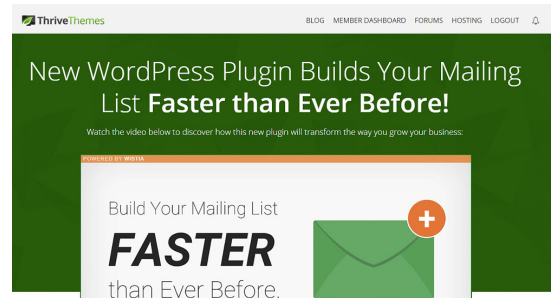 ThriveThemes
BLOG MEMBER DASHBOARD FORUMS HOSTING LOGOUT
New WordPress Plugin Builds Your Mailing
List Faster than Ever Before!
Watch the video below to discover how this new plugin will transform the way you grow your business:
POWERED BY WISTIA
Build Your Mailing List
FASTER
than Ever Before.